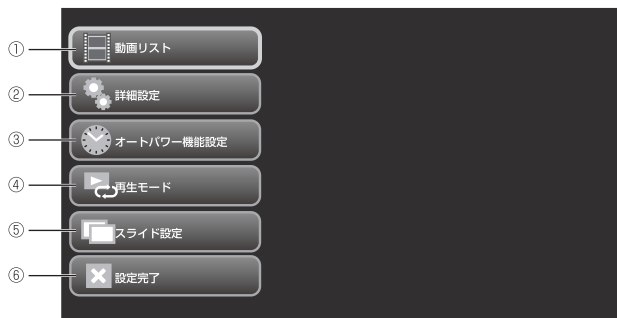 ① 動画リスト
② 詳細設定
③ オートパワー機能設定
④ 再生モード
⑤ スライド設定
⑥ 設定完了